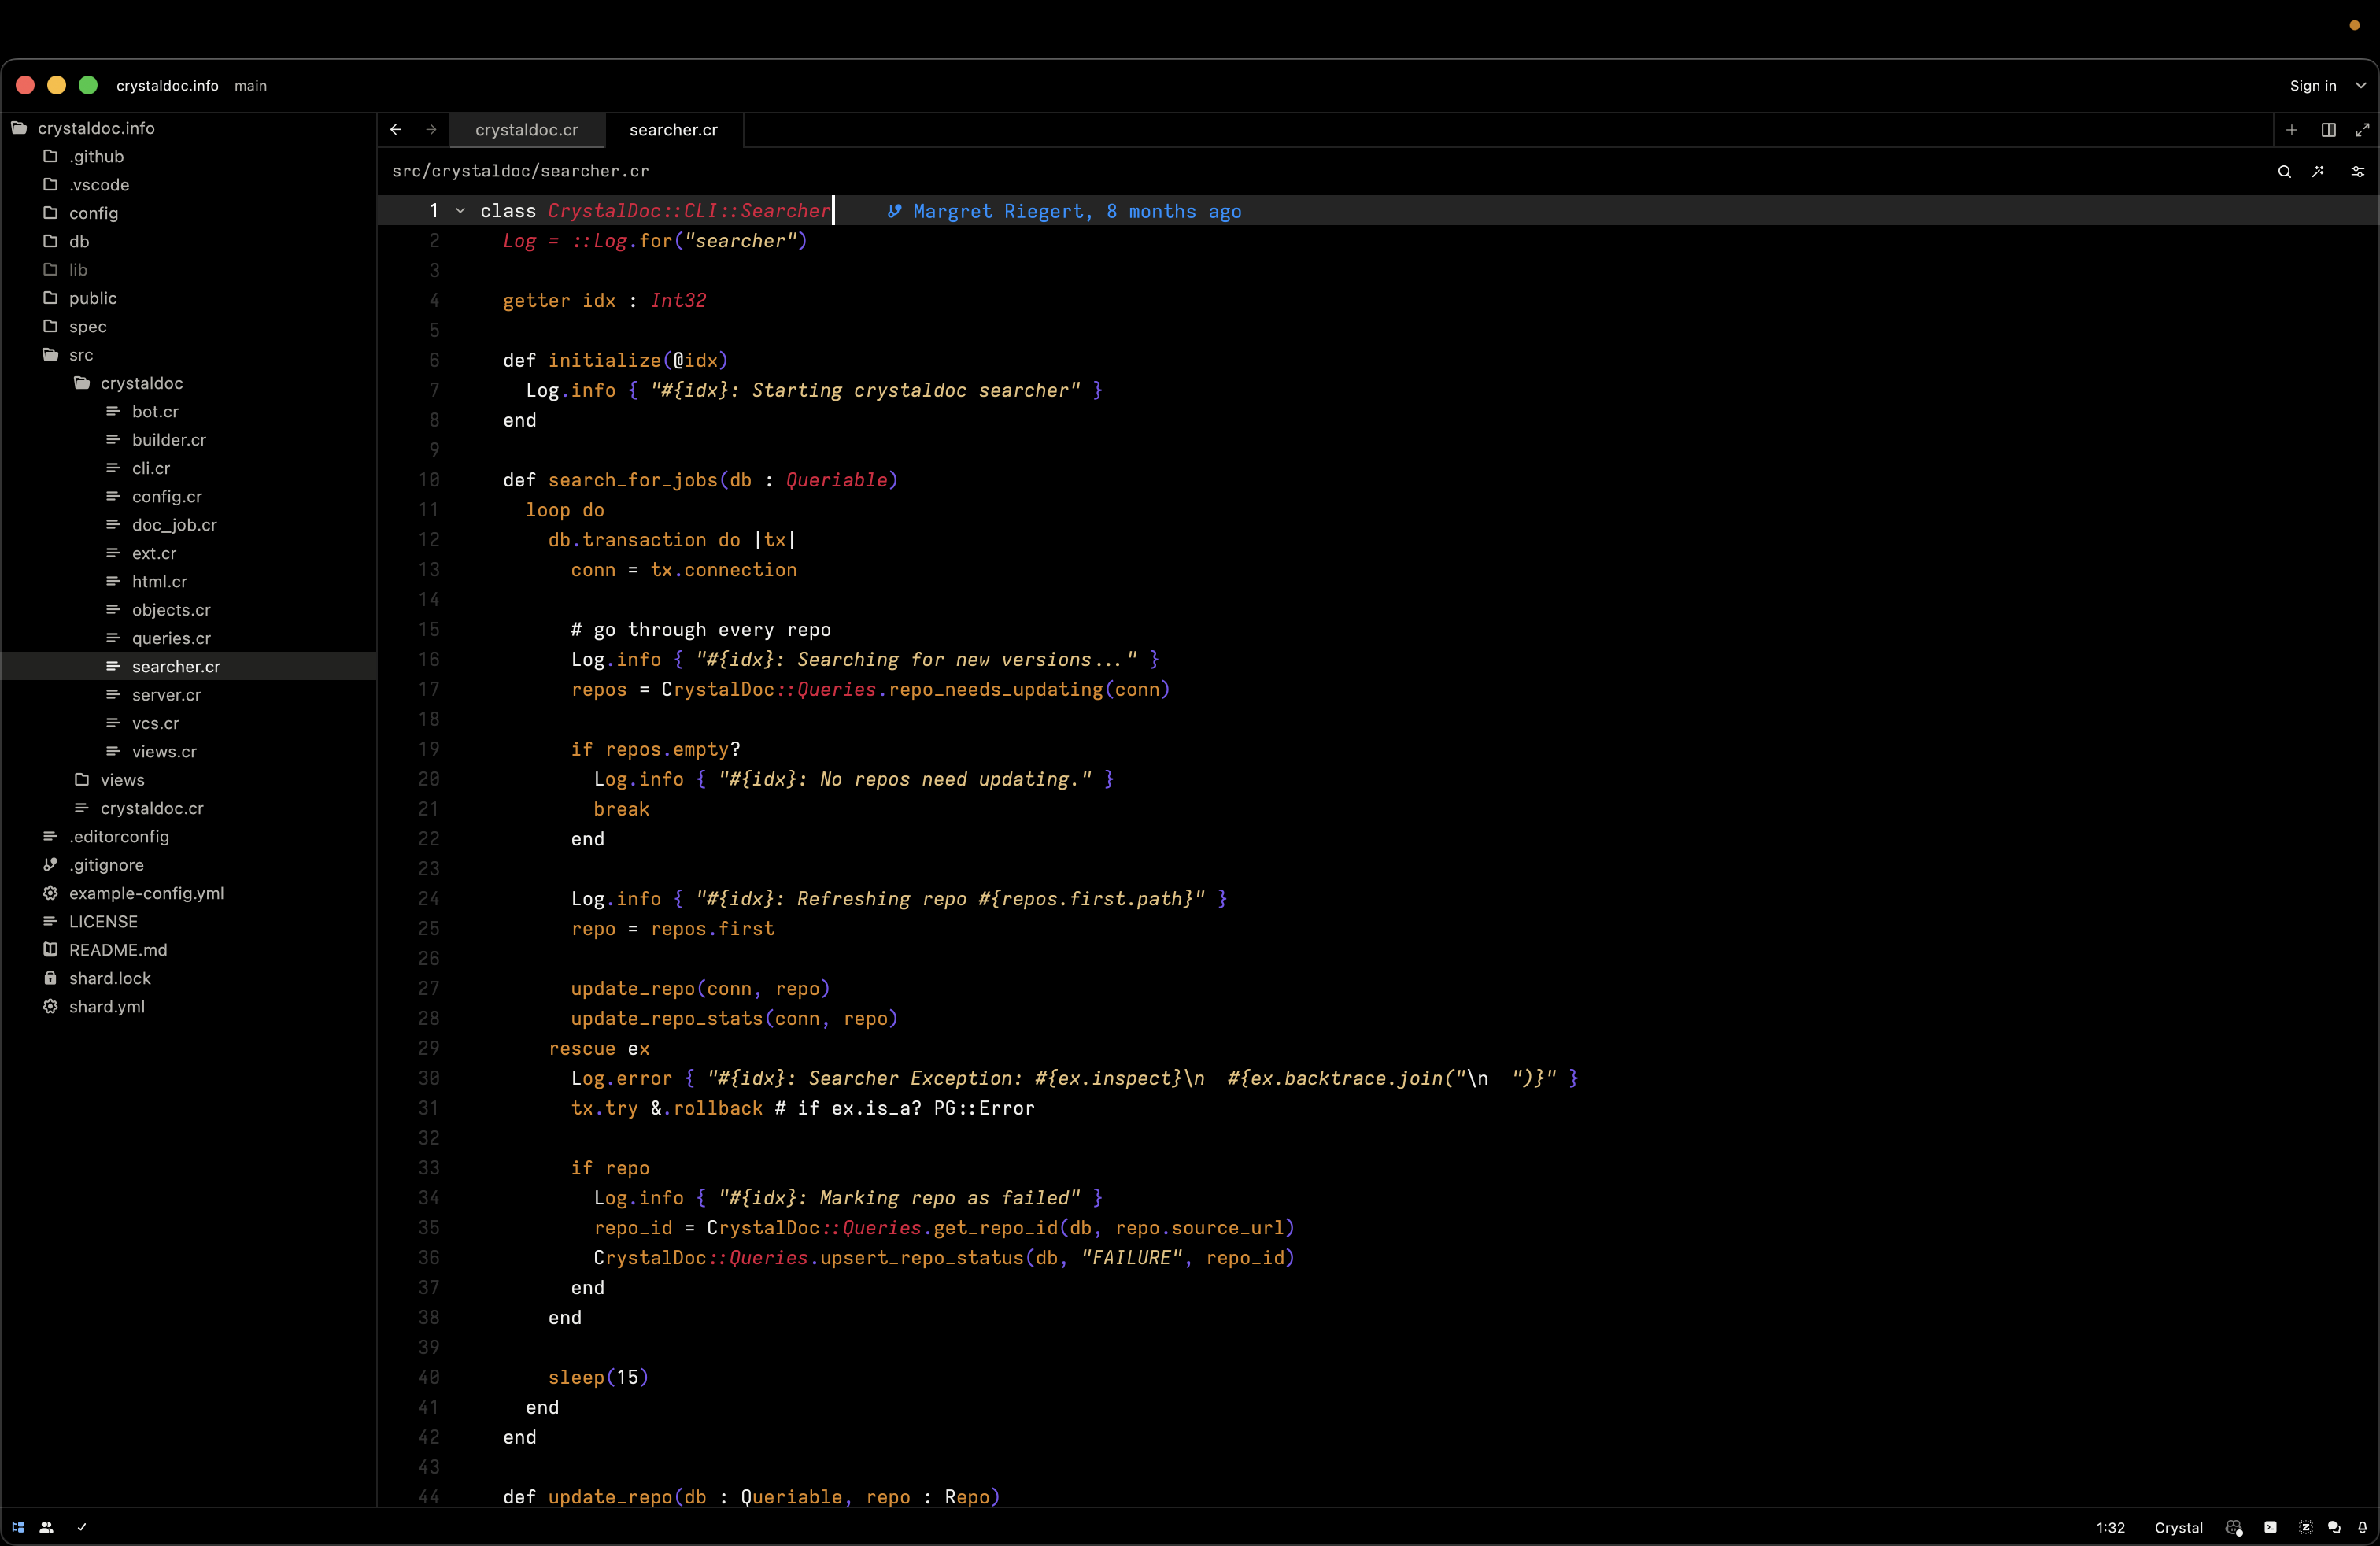 crystaldoc.info main Sign in
crystaldoc.info
.github
.vscode
config
db
lib
public
spec
src
crystaldoc
bot.cr
builder.cr
cli.cr
config.cr
doc_job.cr
ext.cr
html.cr
objects.cr
queries.cr
searcher.cr
server.cr
vcs.cr
views.cr
views
crystaldoc.cr
.editorconfig
.gitignore
example-config.yml
LICENSE
README.md
shard.lock
shard.yml
crystaldoc.cr searcher.cr
src/crystaldoc/searcher.cr
1 class CrystalDoc::CLI::Searcher Margret Riegert, 8 months ago
2 Log = ::Log.for("searcher")
3
4 getter idx : Int32
5
6 def initialize(@idx)
7 Log.info { "#{idx}: Starting crystaldoc searcher" }
8 end
9
10 def search_for_jobs(db : Queriable)
11 loop do
12 db.transaction do |tx|
13 conn = tx.connection
14
15 # go through every repo
16 Log.info { "#{idx}: Searching for new versions..." }
17 repos = CrystalDoc::Queries.repo_needs_updating(conn)
18
19 if repos.empty?
20 Log.info { "#{idx}: No repos need updating." }
21 break
22 end
23
24 Log.info { "#{idx}: Refreshing repo #{repos.first.path}" }
25 repo = repos.first
26
27 update_repo(conn, repo)
28 update_repo_stats(conn, repo)
29 rescue ex
30 Log.error { "#{idx}: Searcher Exception: #{ex.inspect}\n  #{ex.backtrace.join("\n  ")}" }
31 tx.try &.rollback # if ex.is_a? PG::Error
32
33 if repo
34 Log.info { "#{idx}: Marking repo as failed" }
35 repo_id = CrystalDoc::Queries.get_repo_id(db, repo.source_url)
36 CrystalDoc::Queries.upsert_repo_status(db, "FAILURE", repo_id)
37 end
38 end
39
40 sleep(15)
41 end
42 end
43
44 def update_repo(db : Queriable, repo : Repo)
1:32 Crystal